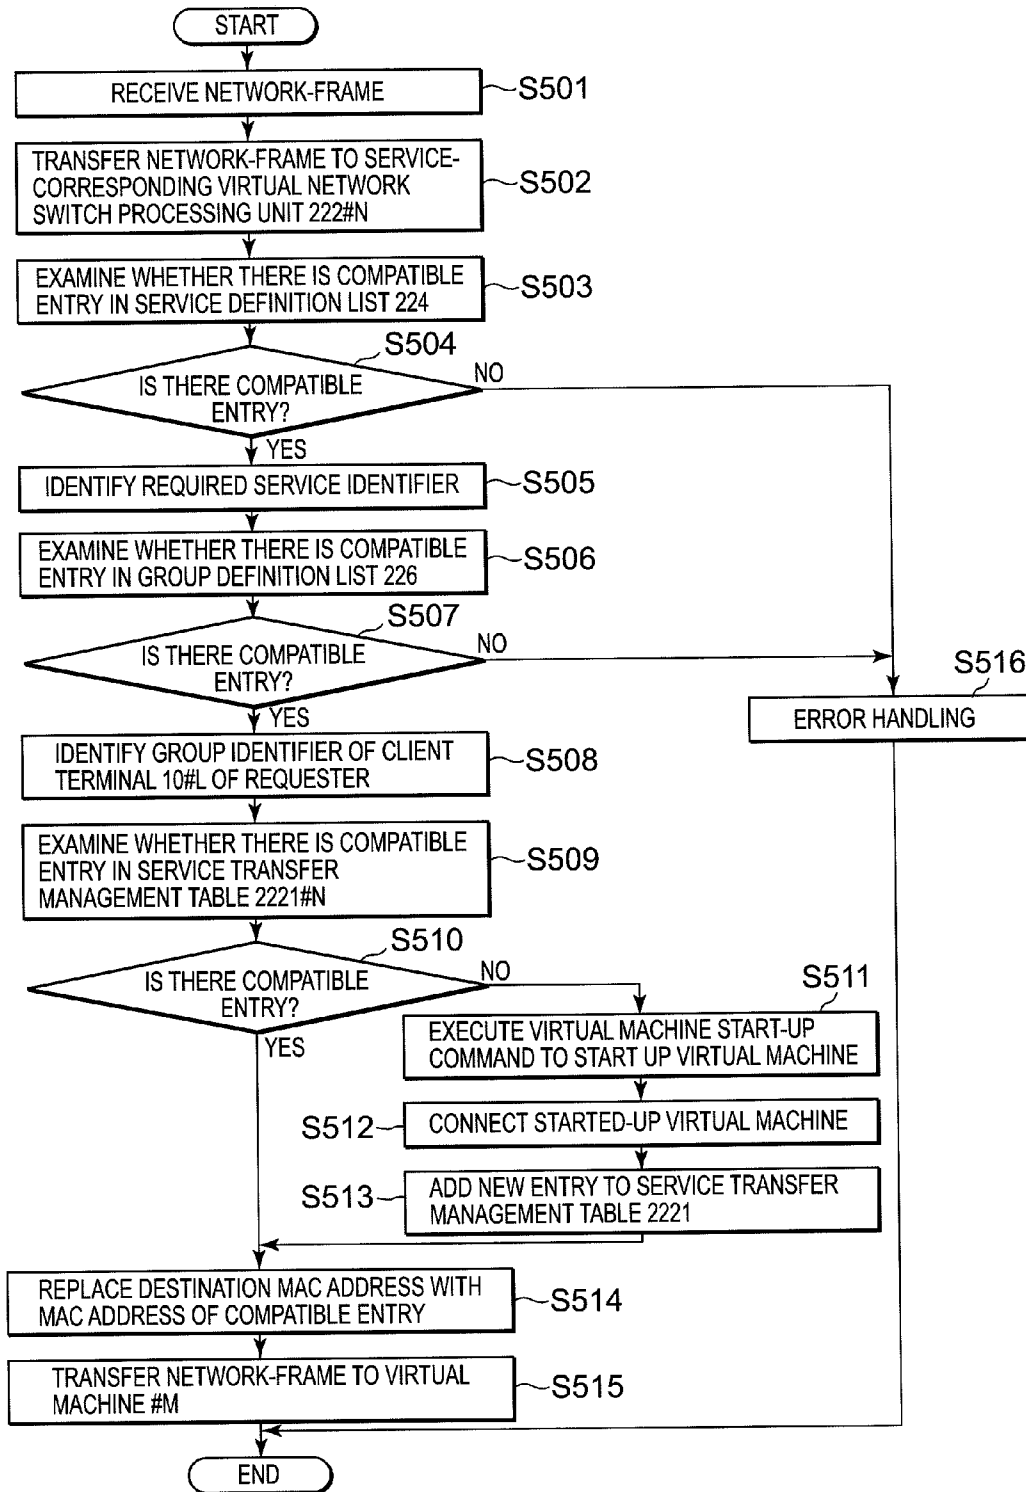 START
RECEIVE NETWORK-FRAME
S501
TRANSFER NETWORK-FRAME TO SERVICE-
CORRESPONDING VIRTUAL NETWORK
SWITCH PROCESSING UNIT 222#N
S502
EXAMINE WHETHER THERE IS COMPATIBLE
ENTRY IN SERVICE DEFINITION LIST 224
S503
S504
IS THERE COMPATIBLE
ENTRY?
NO
YES
IDENTIFY REQUIRED SERVICE IDENTIFIER
S505
EXAMINE WHETHER THERE IS COMPATIBLE
ENTRY IN GROUP DEFINITION LIST 226
S506
S507
IS THERE COMPATIBLE
ENTRY?
NO
YES
S516
ERROR HANDLING
IDENTIFY GROUP IDENTIFIER OF CLIENT
TERMINAL 10#L OF REQUESTER
S508
EXAMINE WHETHER THERE IS COMPATIBLE
ENTRY IN SERVICE TRANSFER
MANAGEMENT TABLE 2221#N
S509
S510
IS THERE COMPATIBLE
ENTRY?
NO
YES
S511
EXECUTE VIRTUAL MACHINE START-UP
COMMAND TO START UP VIRTUAL MACHINE
S512
CONNECT STARTED-UP VIRTUAL MACHINE
S513
ADD NEW ENTRY TO SERVICE TRANSFER
MANAGEMENT TABLE 2221
REPLACE DESTINATION MAC ADDRESS WITH
MAC ADDRESS OF COMPATIBLE ENTRY
S514
TRANSFER NETWORK-FRAME TO VIRTUAL
MACHINE #M
S515
END